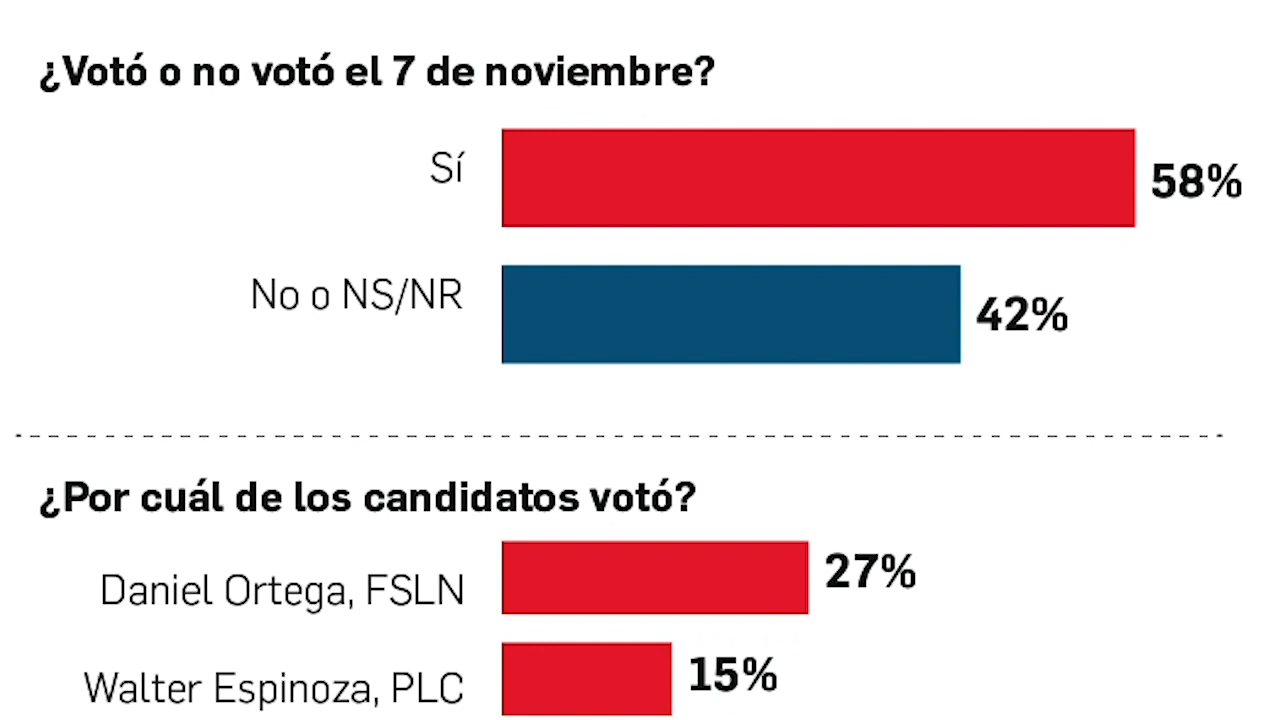 ¿Votó o no votó el 7 de noviembre?
Sí
58%
No o NS/NR
42%
¿Por cuál de los candidatos votó?
Daniel Ortega, FSLN
27%
Walter Espinoza, PLC
15%